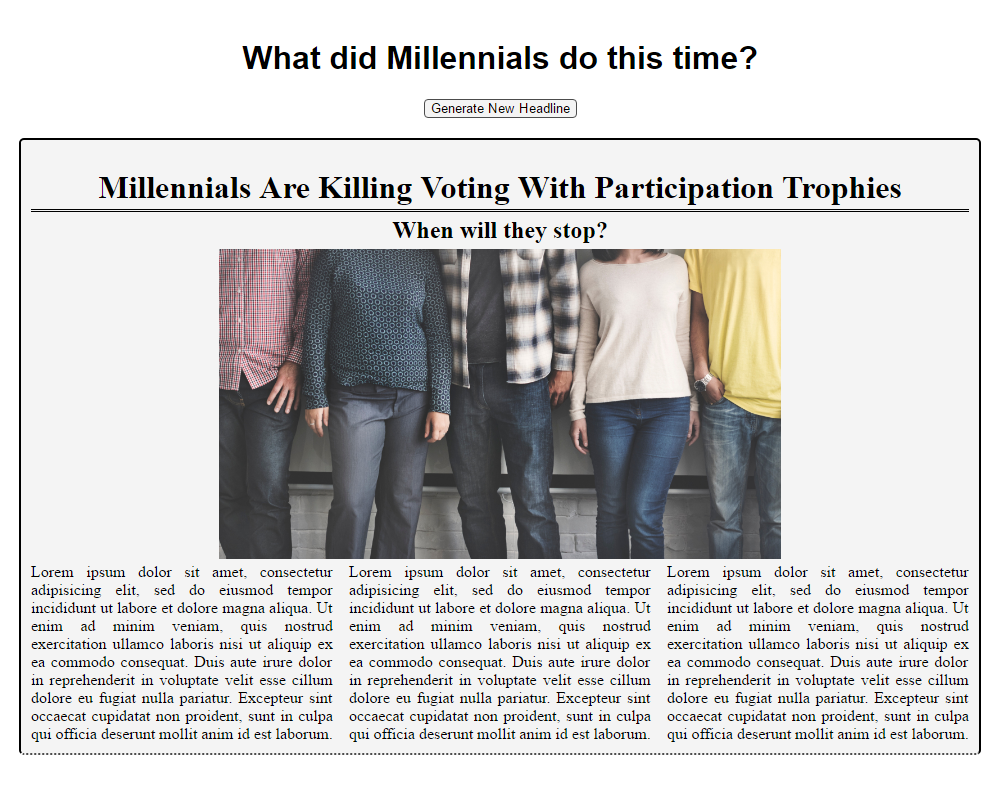 What did Millennials do this time?
Generate New Headline
Millennials Are Killing Voting With Participation Trophies
When will they stop?
Lorem ipsum dolor sit amet, consectetur
adipisicing elit, sed do eiusmod tempor
incididunt ut labore et dolore magna aliqua. Ut
enim ad minim veniam, quis nostrud
exercitation ullamco laboris nisi ut aliquip ex
ea commodo consequat. Duis aute irure dolor
in reprehenderit in voluptate velit esse cillum
dolore eu fugiat nulla pariatur. Excepteur sint
occaecat cupidatat non proident, sunt in culpa
qui officia deserunt mollit anim id est laborum.
Lorem ipsum dolor sit amet, consectetur
adipisicing elit, sed do eiusmod tempor
incididunt ut labore et dolore magna aliqua. Ut
enim ad minim veniam, quis nostrud
exercitation ullamco laboris nisi ut aliquip ex
ea commodo consequat. Duis aute irure dolor
in reprehenderit in voluptate velit esse cillum
dolore eu fugiat nulla pariatur. Excepteur sint
occaecat cupidatat non proident, sunt in culpa
qui officia deserunt mollit anim id est laborum.
Lorem ipsum dolor sit amet, consectetur
adipisicing elit, sed do eiusmod tempor
incididunt ut labore et dolore magna aliqua. Ut
enim ad minim veniam, quis nostrud
exercitation ullamco laboris nisi ut aliquip ex
ea commodo consequat. Duis aute irure dolor
in reprehenderit in voluptate velit esse cillum
dolore eu fugiat nulla pariatur. Excepteur sint
occaecat cupidatat non proident, sunt in culpa
qui officia deserunt mollit anim id est laborum.